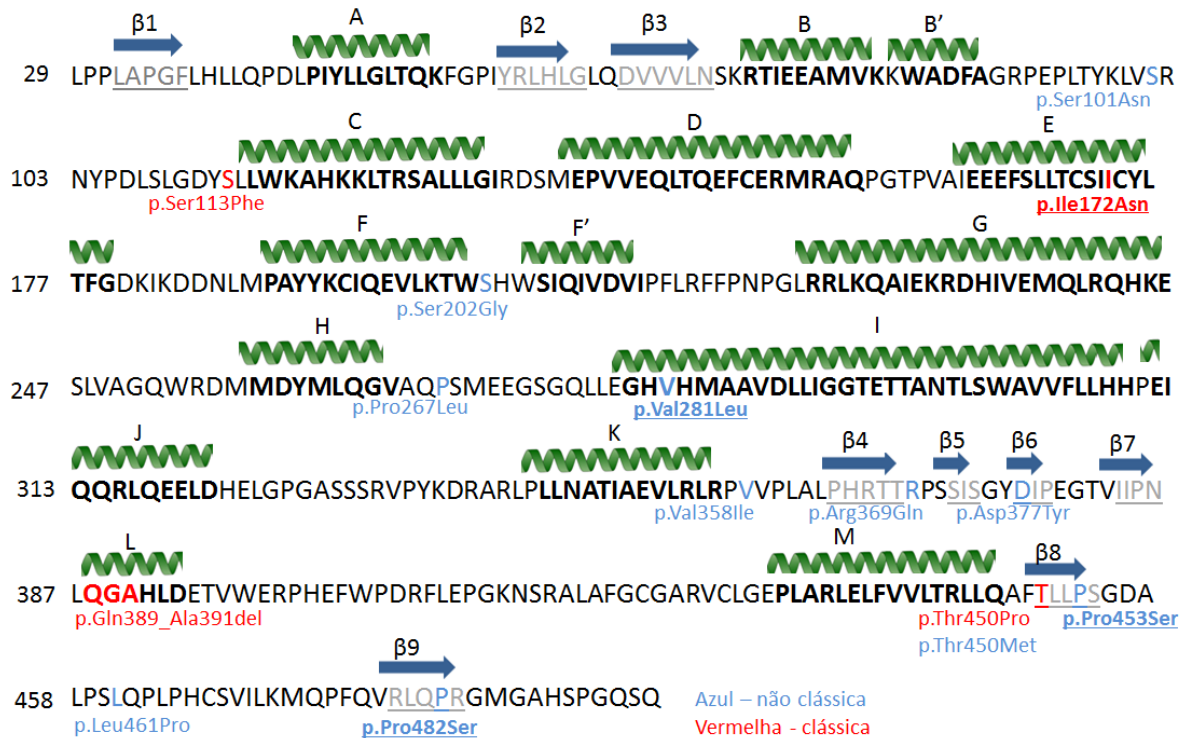 β1 A β2 β3 B B’
29 LPPLAPGFLHLLQPDLPIYLLGLTQKFGPIYRLHLGLQDVVVLNSKRTIEEAMVKKWADFAGRPEPLTYKLVSR
p.Ser101Asn
C D E
103 NYPDLSLGDYSLLWKAHKKLTRSALLLGIRDSMEPVVEQLTQEFCERMRAQPGTPVAIEEEFSLLTCSIICYL
p.Ser113Phe p.Ile172Asn
F F’ G
177 TFGDKIKDDNLMPAYYKCIQEVLKTWSHWSIQIVDVIPFLRFFPNPGLRRLKQAIEKRDHIVEMQLRQHKE
p.Ser202Gly
H I
247 SLVAGQWRDMMDYMLQGVAQPSMEEGSGQLLEGHVHMAAVDLLIGGTETTANTLSWAVVFLLHHPEI
p.Pro267Leu p.Val281Leu
J K β4 β5 β6 β7
313 QQRLQEELDHELGPGASSSRVPYKDRARLPLLNATIAEVLRLRPVVPLALPHRTTRPSSISGYDIPEGTVIIPN
p.Val358Ile p.Arg369Gln p.Asp377Tyr
L M β8
387 LQGAHLDETVWERPHEFWPDRFLEPGKNSRALAFGCGARVCLGEPLARLELFVVLTRLLQAFTLLPSGDA
p.Gln389_Ala391del p.Thr450Pro p.Pro453Ser
p.Thr450Met
β9
458 LPSLQPLPHCSVILKMQPFQVRLQPRGMGAHSPGQSQ Azul – não clássica
p.Leu461Pro p.Pro482Ser Vermelha - clássica